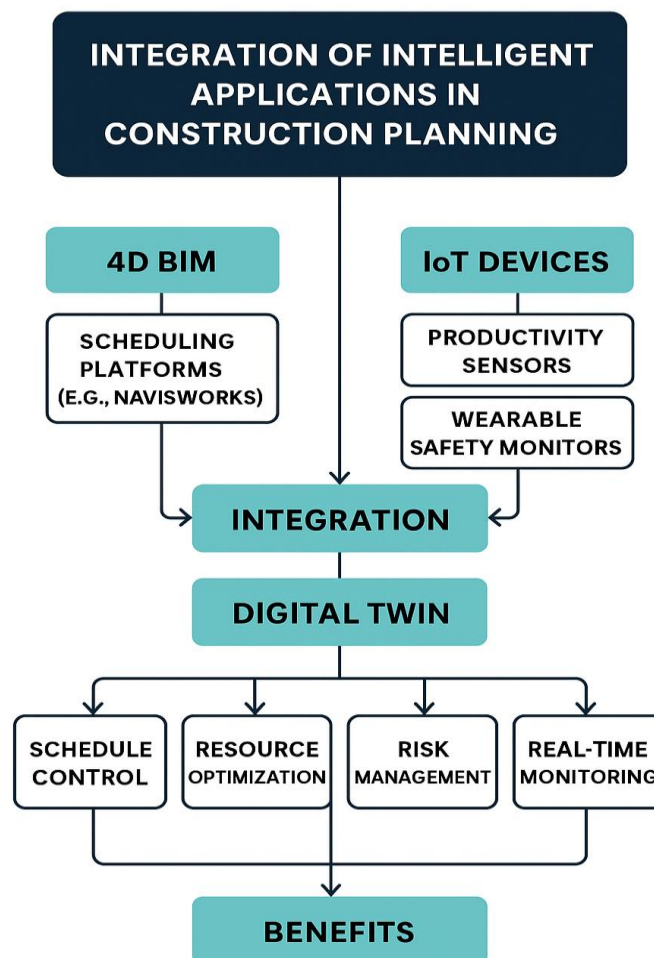 INTEGRATION OF INTELLIGENT
APPLICATIONS IN
CONSTRUCTION PLANNING
4D BIM
SCHEDULING
PLATFORMS
(E.G., NAVISWORKS)
IoT DEVICES
PRODUCTIVITY
SENSORS
WEARABLE
SAFETY MONITORS
INTEGRATION
DIGITAL TWIN
SCHEDULE
CONTROL
RESOURCE
OPTIMIZATION
RISK
MANAGEMENT
REAL-TIME
MONITORING
BENEFITS